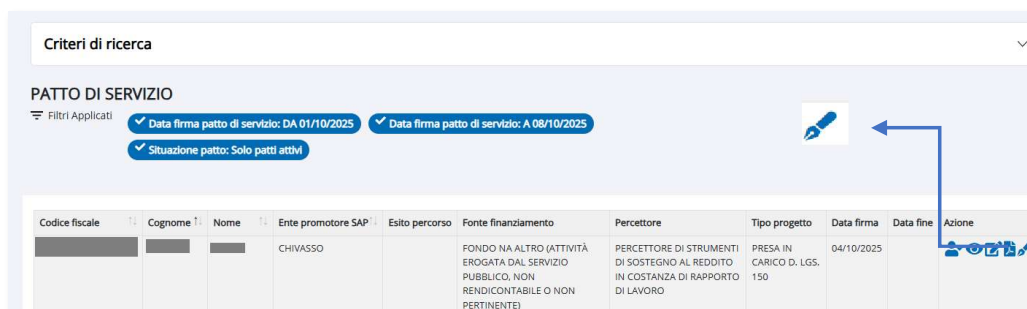 Criteri di ricerca
PATTO DI SERVIZIO
Filtri Applicati
Data firma patto di servizio: DA 01/10/2025
Data firma patto di servizio: A 08/10/2025
Situazione patto: Solo patti attivi
Codice fiscale Cognome Nome Ente promotore SAP Esito percorso Fonte finanziamento Percettore Tipo progetto Data firma Data fine Azione
CHIVASSO
FONDO NA ALTRO (ATTIVITÀ
EROGATA DAL SERVIZIO
PUBBLICO, NON
RENDICONTABILE O NON
PERTINENTE)
PERCETTORE DI STRUMENTI
DI SOSTEGNO AL REDDITO
IN COSTANZA DI RAPPORTO
DI LAVORO
PRESA IN
CARICO D. LGS.
150
04/10/2025